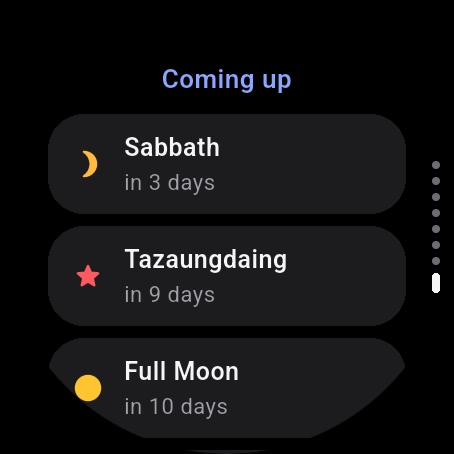 Coming up
Sabbath
in 3 days
Tazaungdaing
in 9 days
Full Moon
in 10 days